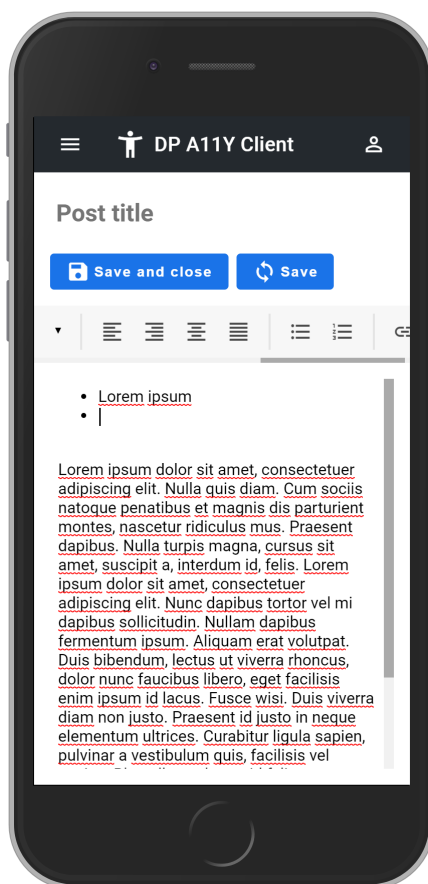 DP A11Y Client
Post title
Save and close
Save
Lorem ipsum
Lorem ipsum dolor sit amet, consectetuer
adipiscing elit. Nulla quis diam. Cum sociis
natoque penatibus et magnis dis parturient
montes, nascetur ridiculus mus. Praesent
dapibus. Nulla turpis magna, cursus sit
amet, suscipit a, interdum id, felis. Lorem
ipsum dolor sit amet, consectetuer
adipiscing elit. Nunc dapibus tortor vel mi
dapibus sollicitudin. Nullam dapibus
fermentum ipsum. Aliquam erat volutpat.
Duis bibendum, lectus ut viverra rhoncus,
dolor nunc faucibus libero, eget facilisis
enim ipsum id lacus. Fusce wisi. Duis viverra
diam non justo. Praesent id justo in neque
elementum ultrices. Curabitur ligula sapien,
pulvinar a vestibulum quis, facilisis vel